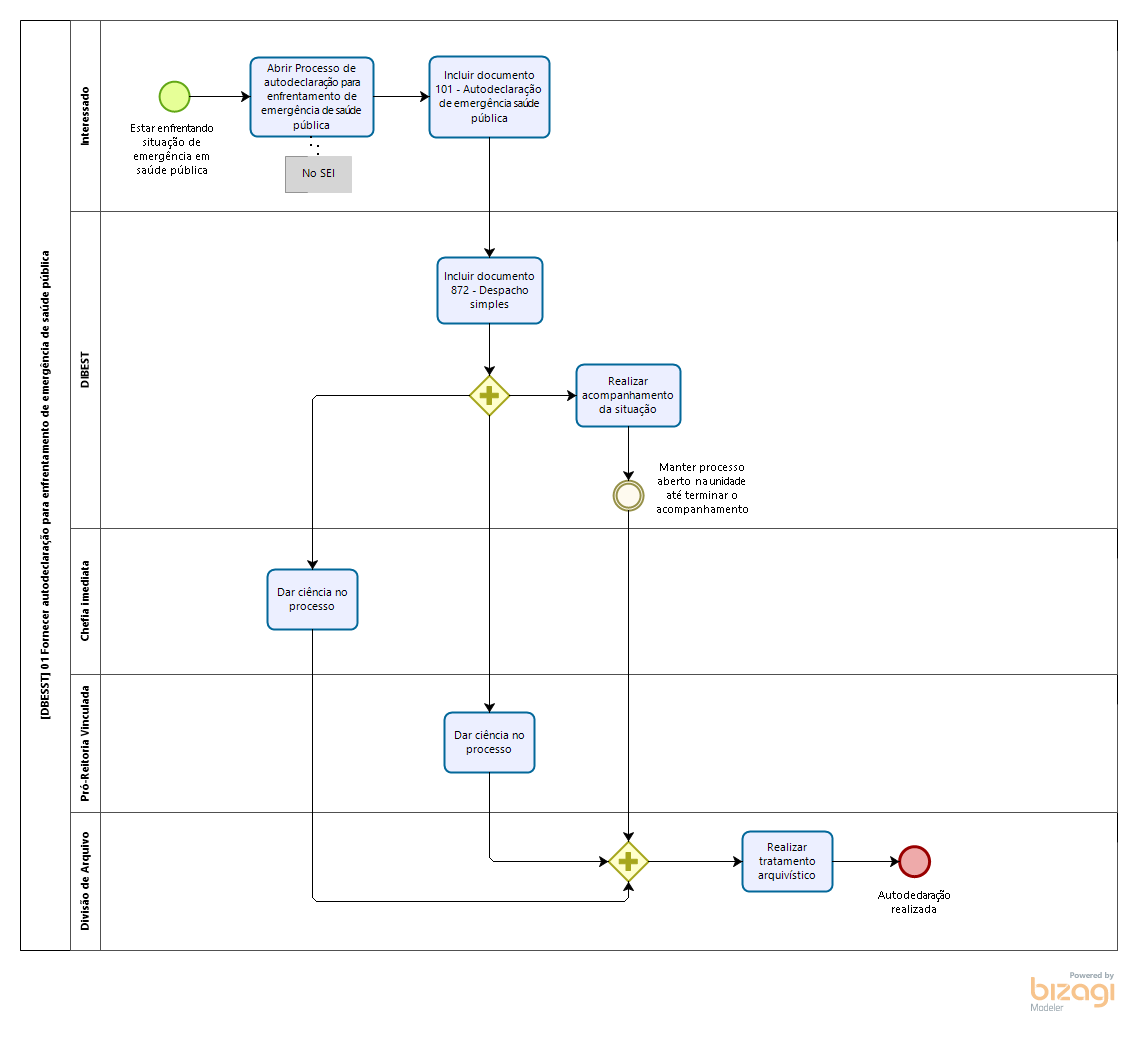 [DBESST] 01 Fornecer autodeclaração para enfrentamento de emergência de saúde pública
Interessado
Estar enfrentando
situação de
emergência em
saúde pública
Abrir Processo de
autodeclaração para
enfrentamento de
emergência de saúde
pública
No SEI
Incluir documento
101 - Autodeclaração
de emergência saúde
pública
DIBEST
Incluir documento
872 - Despacho
simples
Realizar
acompanhamento
da situação
Manter processo
aberto na unidade
até terminar o
acompanhamento
Chefia imediata
Dar ciência no
processo
Pró-Reitoria Vinculada
Dar ciência no
processo
Divisão de Arquivo
Realizar
tratamento
arquivístico
Autodeclaração
realizada
Powered by
bizagi
Modeler